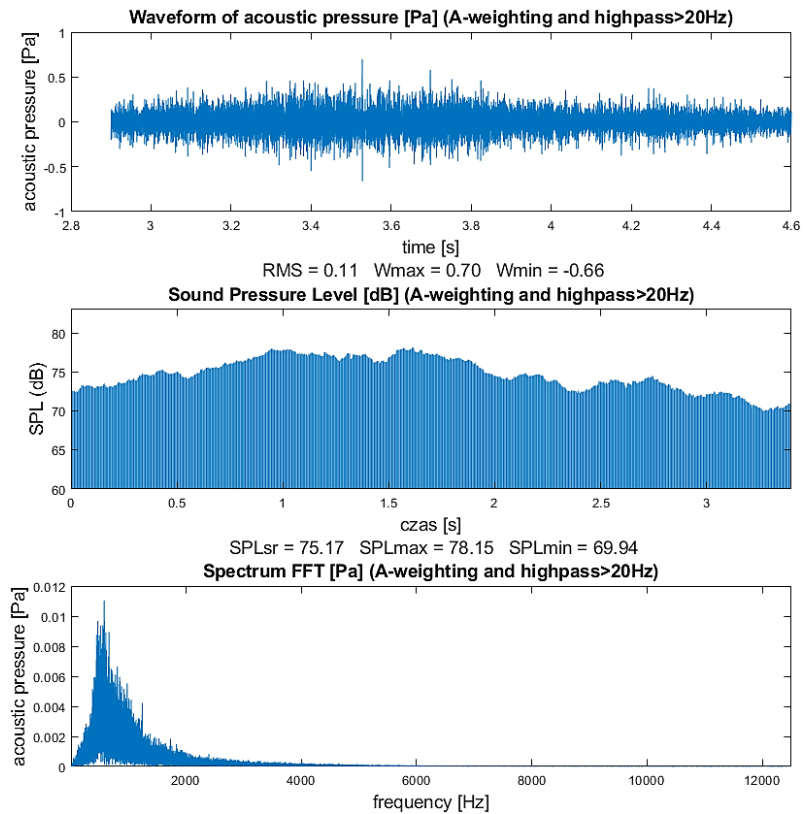 Waveform of acoustic pressure [Pa] (A-weighting and highpass>20Hz)
acoustic pressure [Pa]
1
0.5
0
-0.5
-1
2.8 3 3.2 3.4 3.6 3.8 4 4.2 4.4 4.6
time [s]
RMS = 0.11 Wmax = 0.70 Wmin = -0.66
Sound Pressure Level [dB] (A-weighting and highpass>20Hz)
SPL (dB)
80
75
70
65
60
0 0.5 1 1.5 2 2.5 3
czas [s]
SPLsr = 75.17 SPLmax = 78.15 SPLmin = 69.94
Spectrum FFT [Pa] (A-weighting and highpass>20Hz)
acoustic pressure [Pa]
0.012
0.01
0.008
0.006
0.004
0.002
0
2000 4000 6000 8000 10000 12000
frequency [Hz]